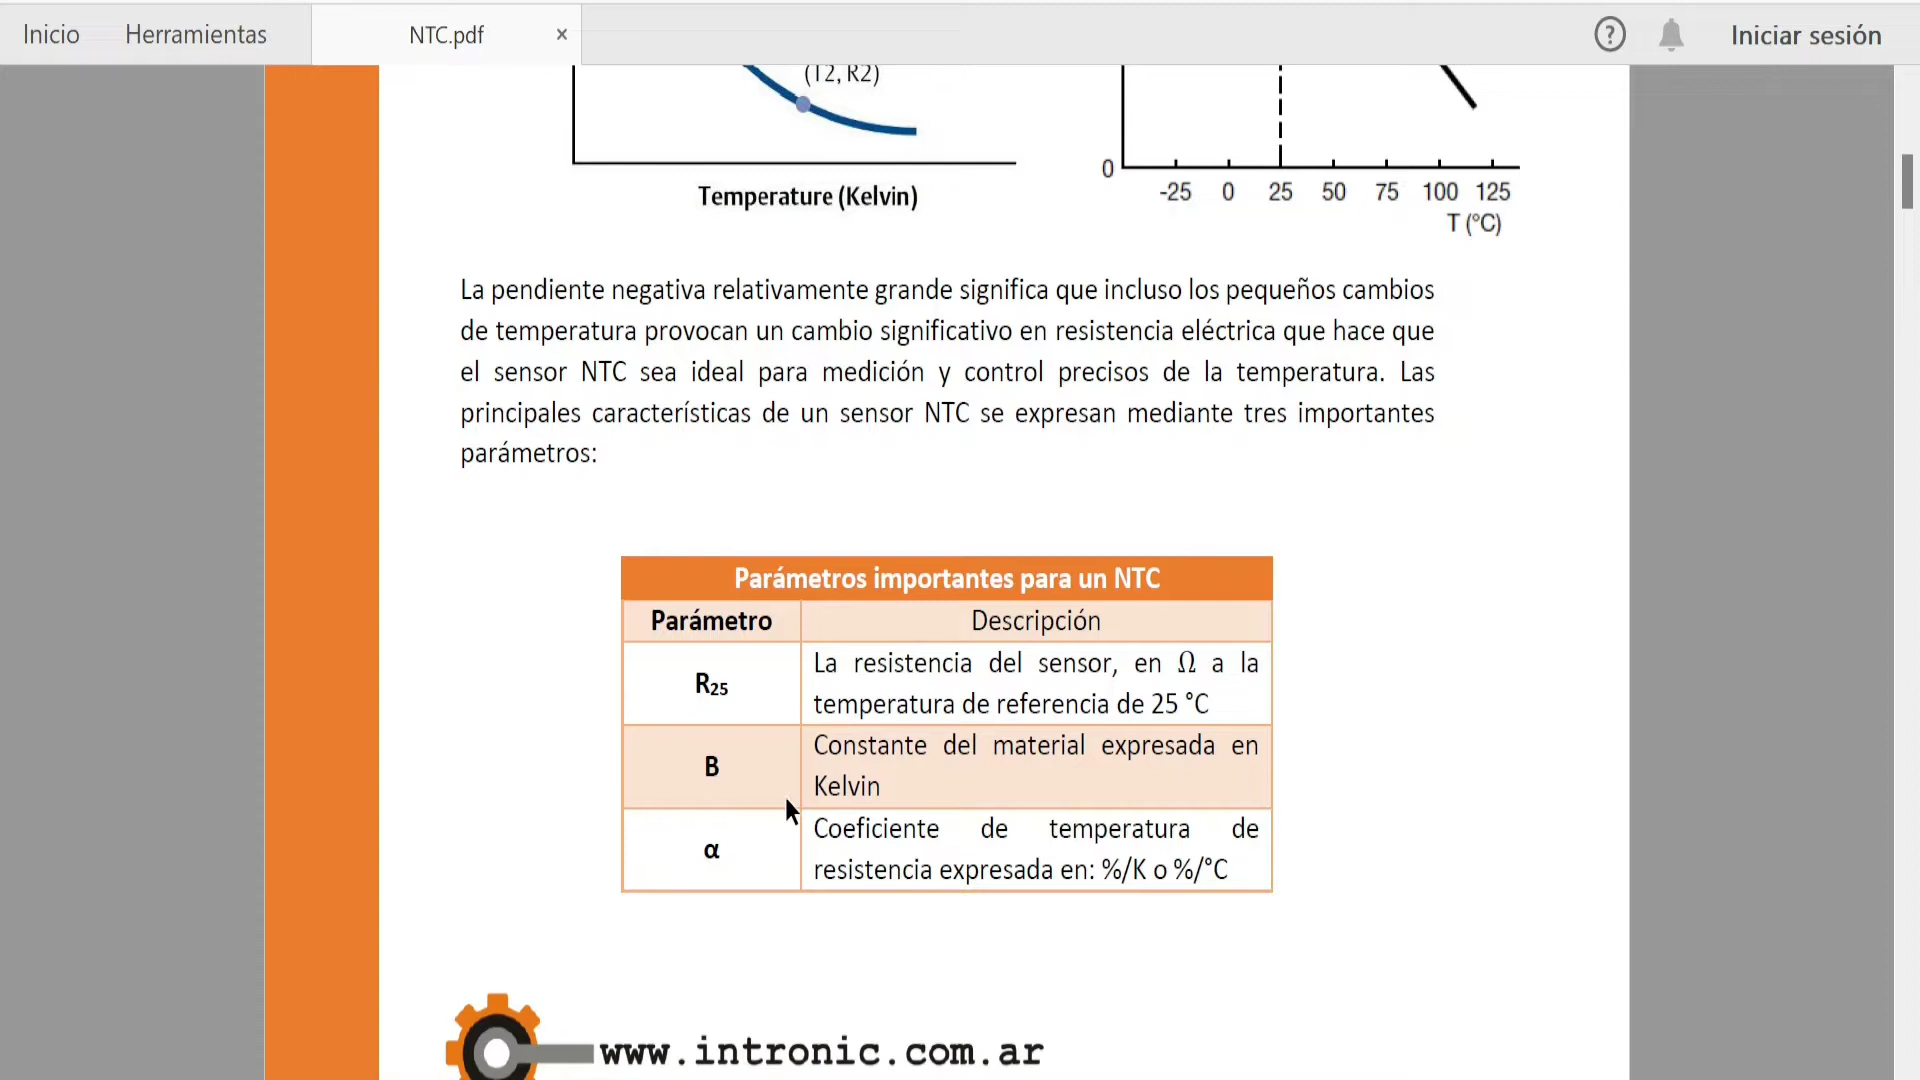 Inicio Herramientas NTC.pdf × ? Iniciar sesión
(T2, R2)
0
-25 0 25 50 75 100 125
Temperature (Kelvin)
T (°C)
La pendiente negativa relativamente grande significa que incluso los pequeños cambios
de temperatura provocan un cambio significativo en resistencia eléctrica que hace que
el sensor NTC sea ideal para medición y control precisos de la temperatura. Las
principales características de un sensor NTC se expresan mediante tres importantes
parámetros:
Parámetros importantes para un NTC
Parámetro Descripción
R25 La resistencia del sensor, en Ω a la
temperatura de referencia de 25 °C
B Constante del material expresada en
Kelvin
α Coeficiente de temperatura de
resistencia expresada en: %/K o %/°C
www.intronic.com.ar